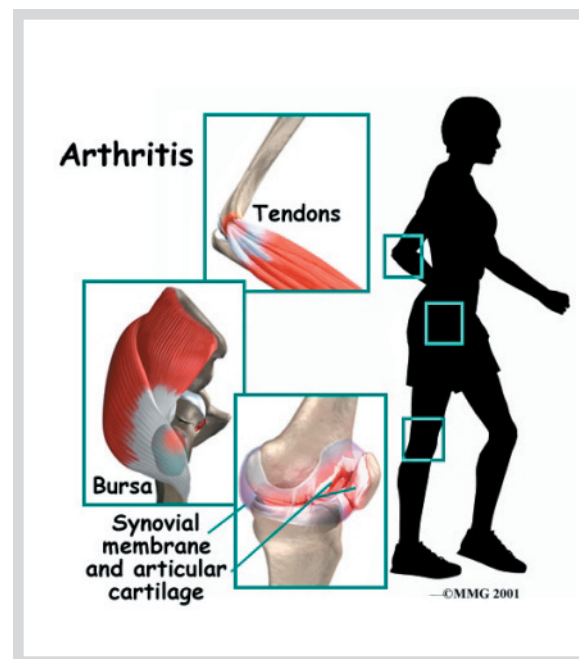 Arthritis
Tendons
Bursa
Synovial
membrane
and articular
cartilage
©MMG 2001